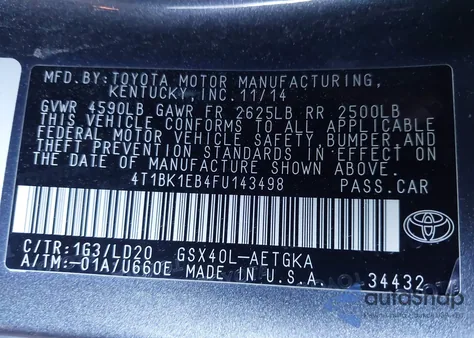 MFD.BY:TOYOTA MOTOR MANUFACTURING,
KENTUCKY, INC. 11/14
GVWR 4590LB GAWR FR 2625LB RR 2500LB
THIS VEHICLE CONFORMS TO ALL APPLICABLE
FEDERAL MOTOR VEHICLE SAFETY,BUMPER,AND
THEFT PREVENTION STANDARDS IN EFFECT ON
THE DATE OF MANUFACTURE SHOWN ABOVE.
4T1BK1EB4FU143498 PASS.CAR
C/TR:1G3/LD20 GSX40L-AETGKA
A/TM:-01A/U660E MADE IN U.S.A. 34432
TOYOTA
autoShop